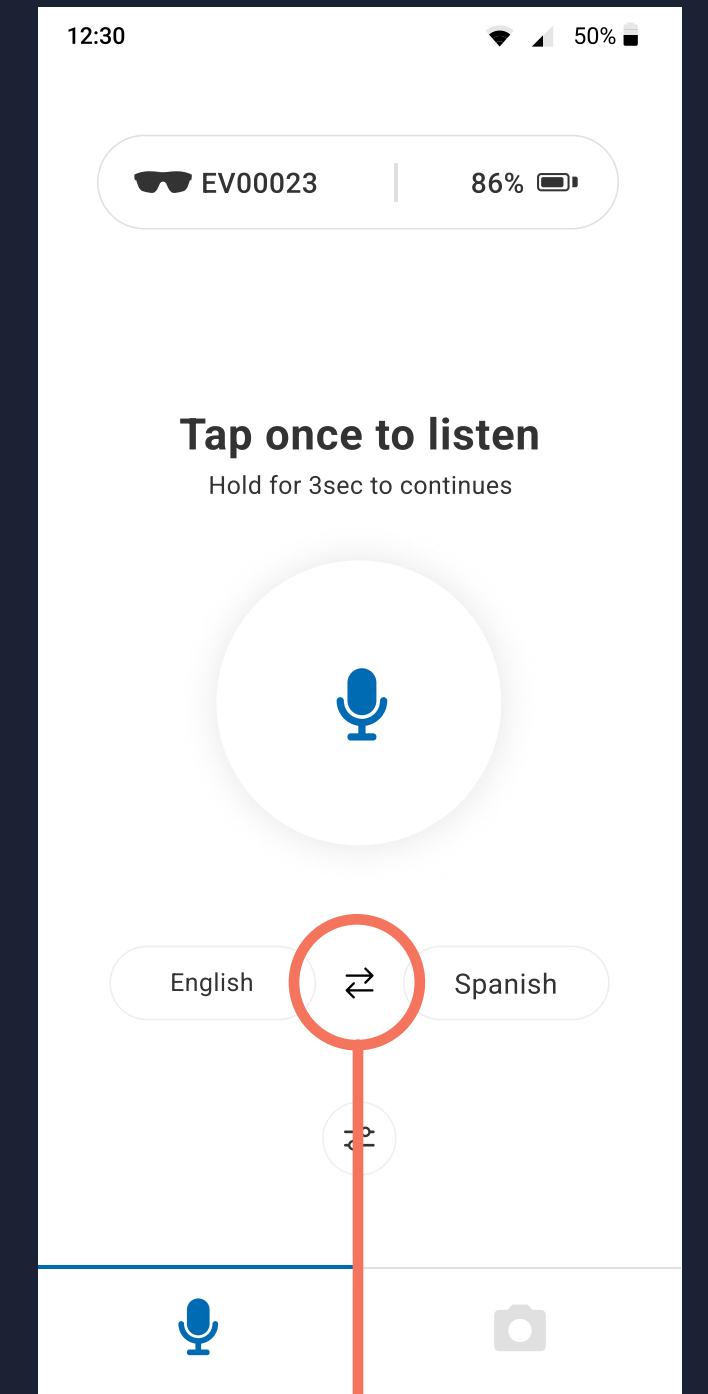 12:30 50%
EV00023 86%
Tap once to listen
Hold for 3sec to continues
English Spanish